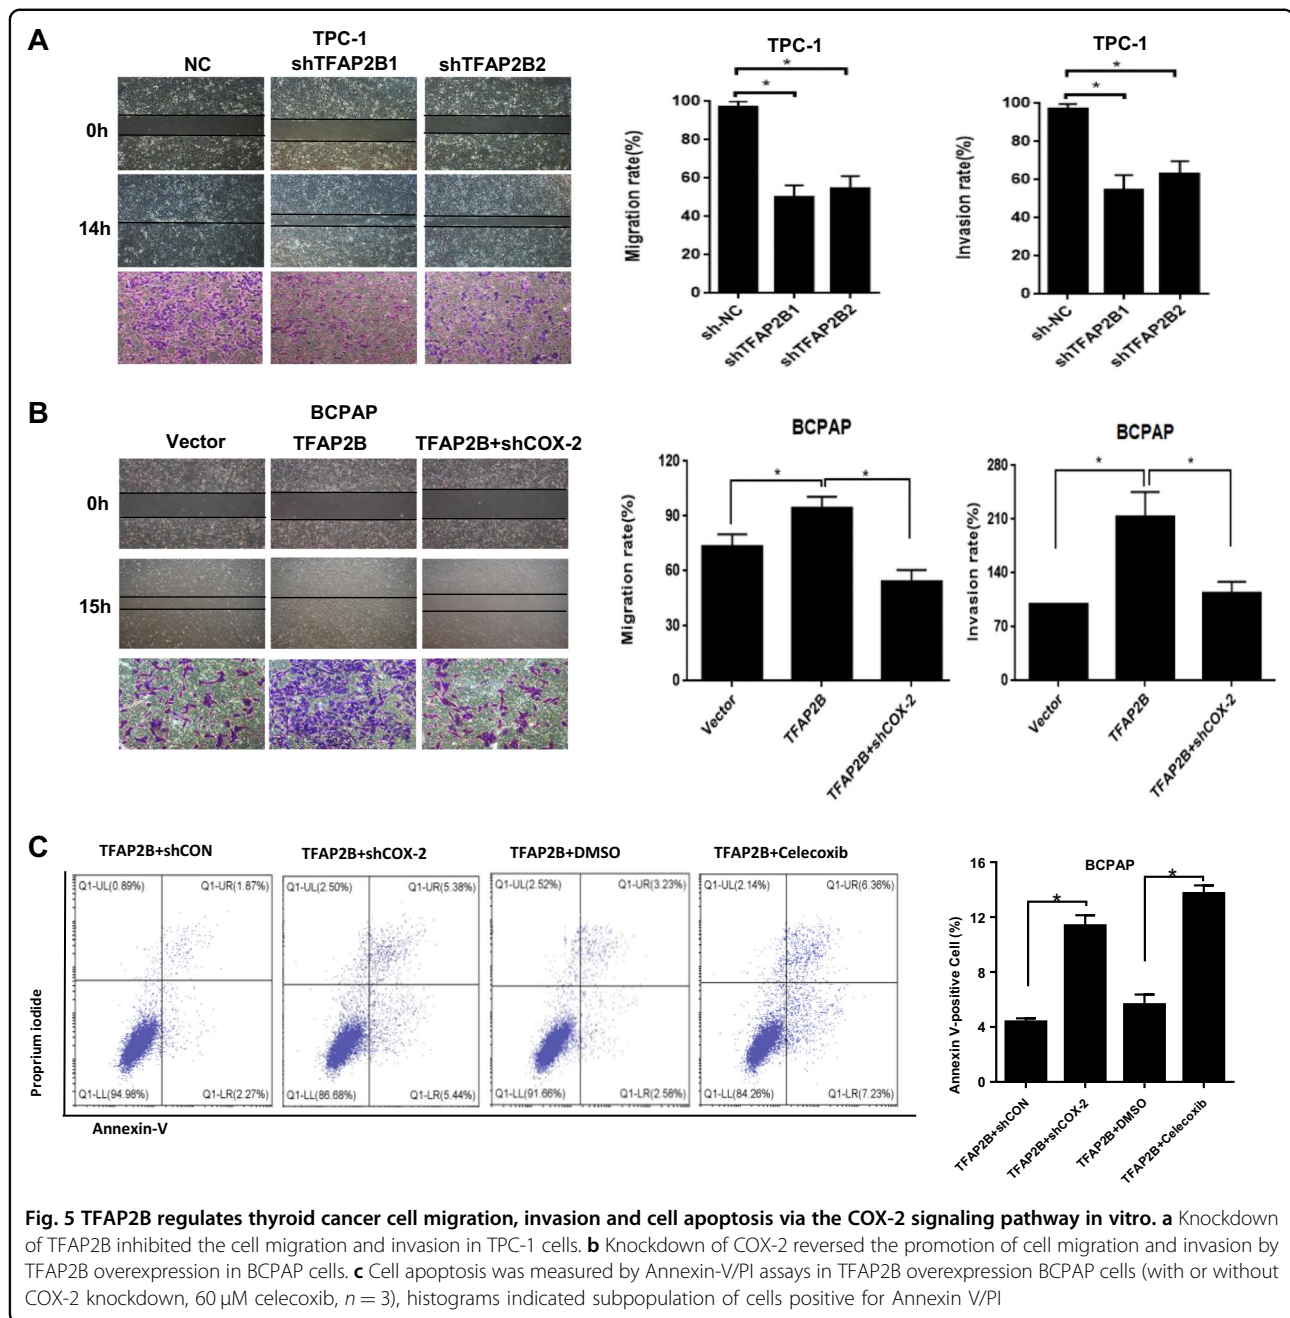 A
TPC-1
NC
shTFAP2B1
shTFAP2B2
0h
14h
TPC-1
*
*
Migration rate(%)
100
80
60
40
20
0
sh-NC
shTFAP2B1
shTFAP2B2
TPC-1
*
*
Invasion rate(%)
100
80
60
40
20
0
sh-NC
shTFAP2B1
shTFAP2B2
B
BCPAP
Vector
TFAP2B
TFAP2B+shCOX-2
0h
15h
BCPAP
*
*
Migration rate(%)
120
90
60
30
0
Vector
TFAP2B
TFAP2B+shCOX-2
BCPAP
*
*
Invasion rate(%)
280
210
140
70
0
Vector
TFAP2B
TFAP2B+shCOX-2
C
TFAP2B+shCON
TFAP2B+shCOX-2
TFAP2B+DMSO
TFAP2B+Celecoxib
Q1-UL(0.89%)
Q1-UR(1.87%)
Q1-LL(94.98%)
Q1-LR(2.27%)
Q1-UL(2.50%)
Q1-UR(5.38%)
Q1-LL(86.68%)
Q1-LR(5.44%)
Q1-UL(2.52%)
Q1-UR(3.23%)
Q1-LL(91.66%)
Q1-LR(2.58%)
Q1-UL(2.14%)
Q1-UR(6.36%)
Q1-LL(84.26%)
Q1-LR(7.23%)
Proprium iodide
Annexin-V
BCPAP
*
*
Annexin V-positive Cell (%)
16
12
8
4
0
TFAP2B+shCON
TFAP2B+shCOX-2
TFAP2B+DMSO
TFAP2B+Celecoxib
Fig. 5 TFAP2B regulates thyroid cancer cell migration, invasion and cell apoptosis via the COX-2 signaling pathway in vitro. a Knockdown
of TFAP2B inhibited the cell migration and invasion in TPC-1 cells. b Knockdown of COX-2 reversed the promotion of cell migration and invasion by
TFAP2B overexpression in BCPAP cells. c Cell apoptosis was measured by Annexin-V/PI assays in TFAP2B overexpression BCPAP cells (with or without
COX-2 knockdown, 60 μM celecoxib, n = 3), histograms indicated subpopulation of cells positive for Annexin V/PI